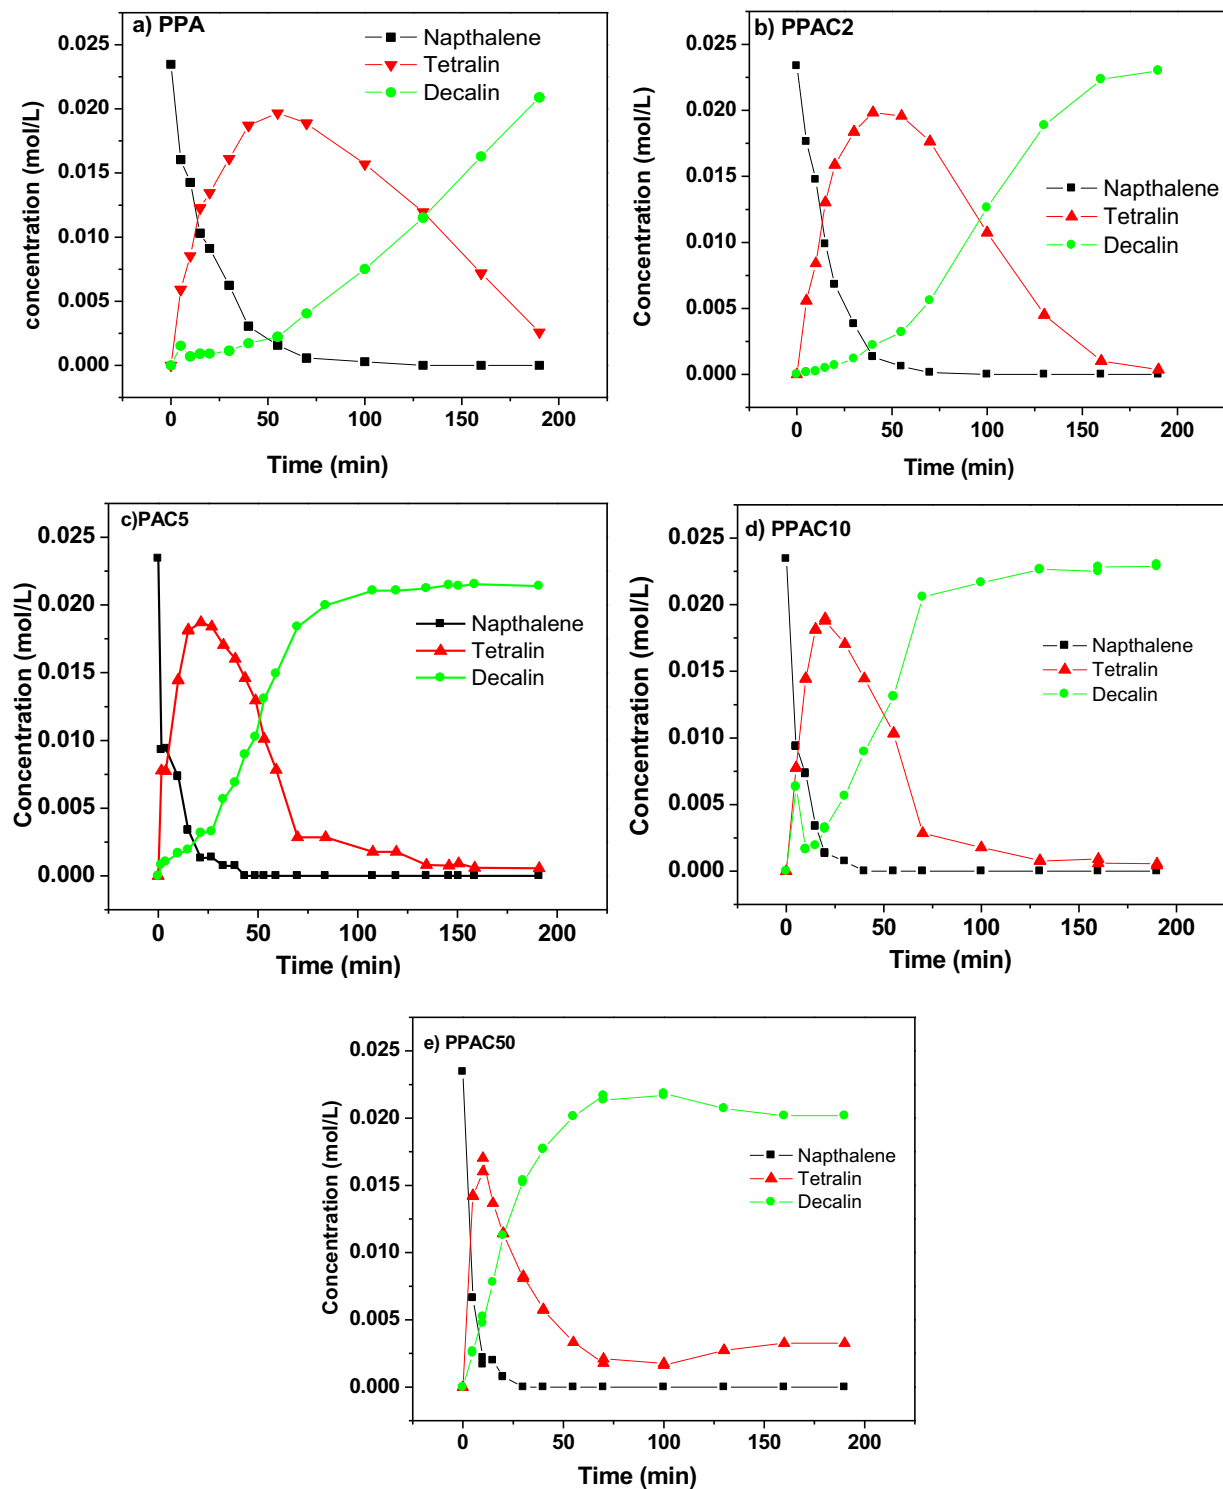 a) PPA
Napthalene
Tetralin
Decalin
concentration (mol/L)
0.025
0.020
0.015
0.010
0.005
0.000
0 50 100 150 200
Time (min)
b) PPAC2
Napthalene
Tetralin
Decalin
Concentration (mol/L)
0.025
0.020
0.015
0.010
0.005
0.000
0 50 100 150 200
Time (min)
c)PAC5
Napthalene
Tetralin
Decalin
Concentration (mol/L)
0.025
0.020
0.015
0.010
0.005
0.000
0 50 100 150 200
Time (min)
d) PPAC10
Napthalene
Tetralin
Decalin
Concentration (mol/L)
0.025
0.020
0.015
0.010
0.005
0.000
0 50 100 150 200
Time (min)
e) PPAC50
Napthalene
Tetralin
Decalin
Concentration (mol/L)
0.025
0.020
0.015
0.010
0.005
0.000
0 50 100 150 200
Time (min)